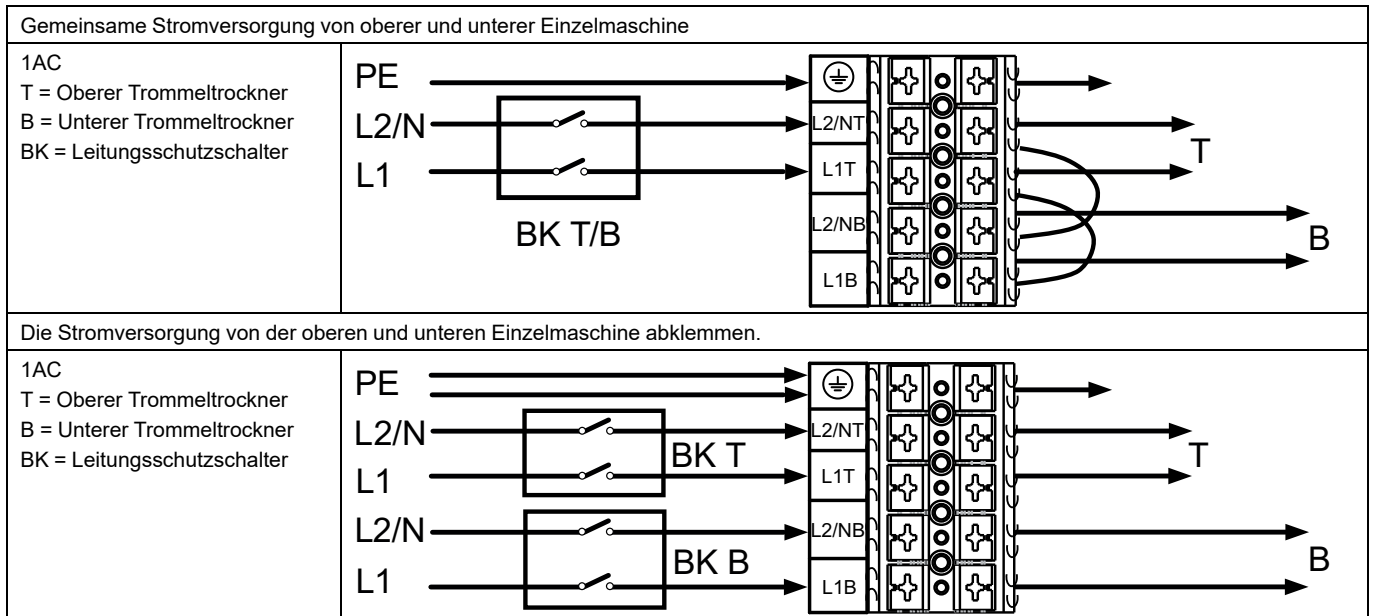 Gemeinsame Stromversorgung von oberer und unterer Einzelmaschine
1AC
T = Oberer Trommeltrockner
B = Unterer Trommeltrockner
BK = Leitungsschutzschalter
PE
L2/N
L1
BK T/B
L2/NT
L1T
L2/NB
L1B
T
B
Die Stromversorgung von der oberen und unteren Einzelmaschine abklemmen.
1AC
T = Oberer Trommeltrockner
B = Unterer Trommeltrockner
BK = Leitungsschutzschalter
PE
L2/N
L1
L2/N
L1
BK T
BK B
L2/NT
L1T
L2/NB
L1B
T
B